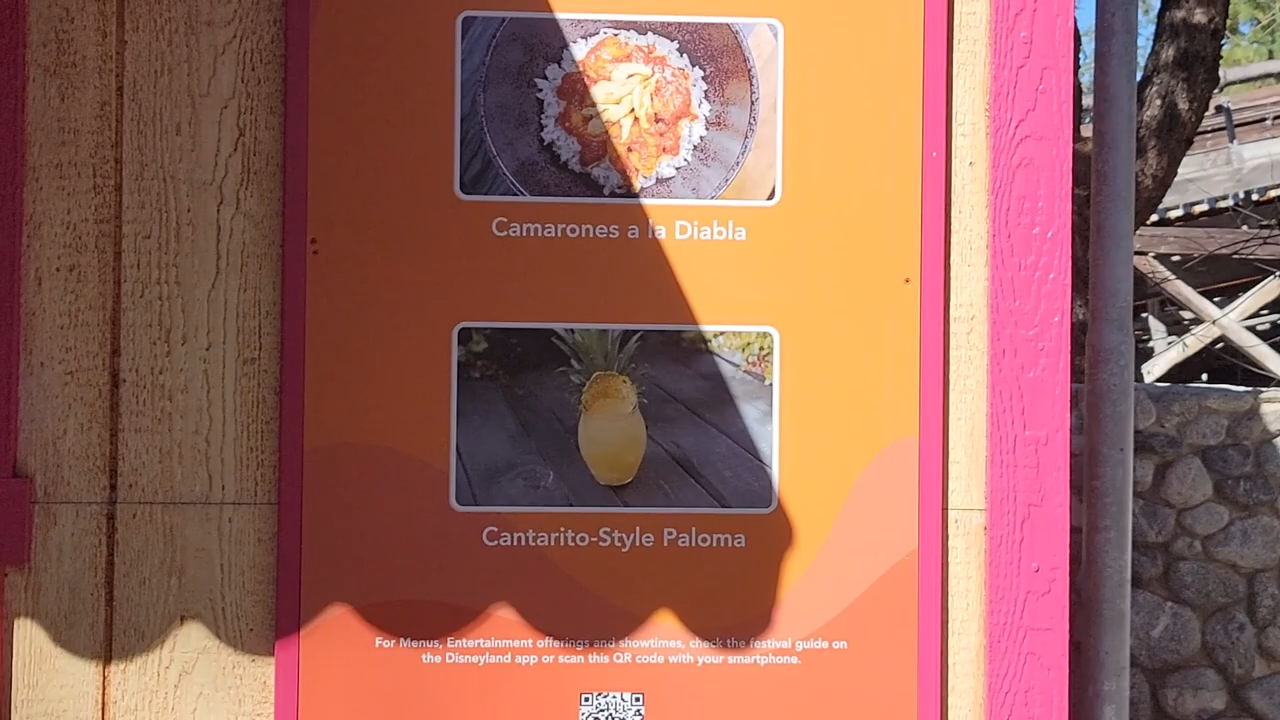 Camarones a la Diabla
Cantarito-Style Paloma
For Menus, Entertainment offerings and showtimes, check the festival guide on
the Disneyland app or scan this QR code with your smartphone.